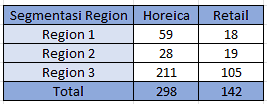 Segmentasi Region Horeica Retail
Region 1 59 18
Region 2 28 19
Region 3 211 105
Total 298 142